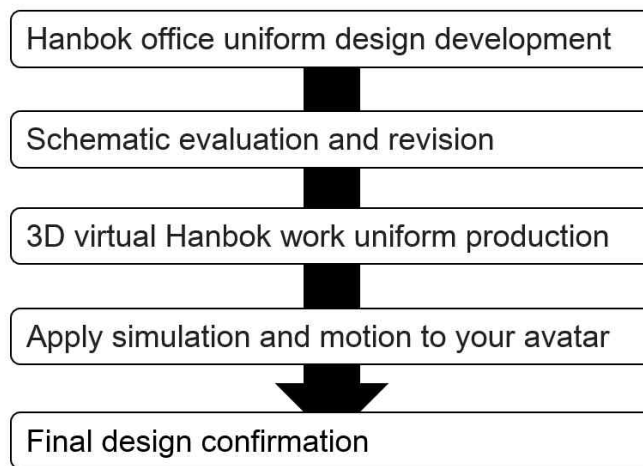 Hanbok office uniform design development
Schematic evaluation and revision
3D virtual Hanbok work uniform production
Apply simulation and motion to your avatar
Final design confirmation